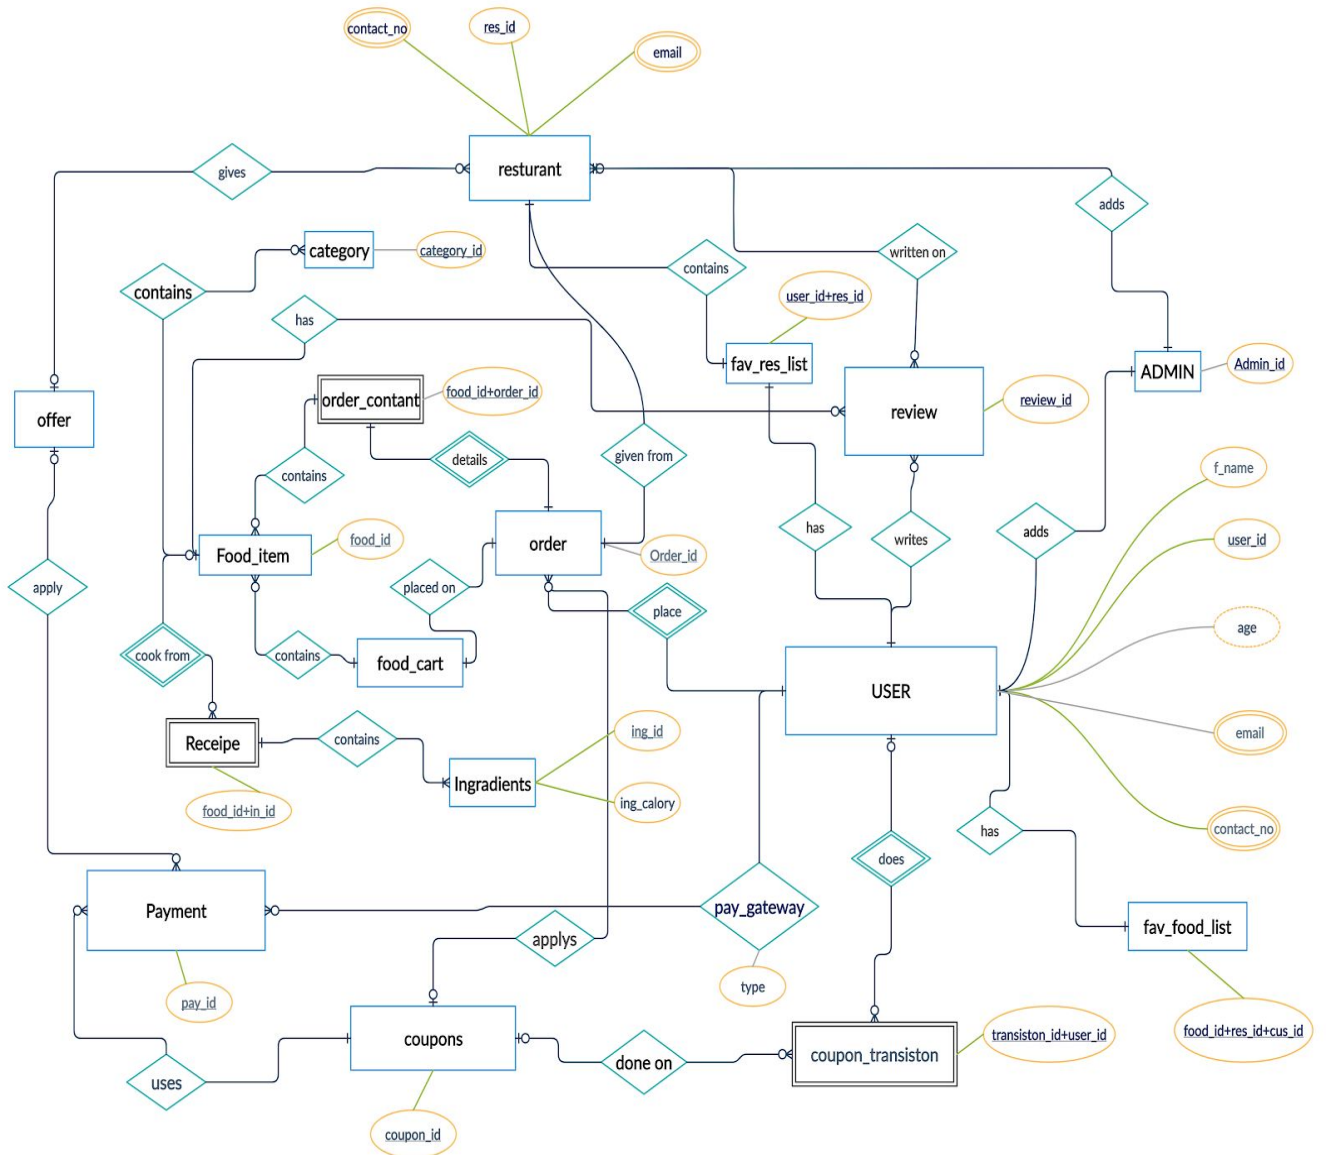 contact_no
res_id
email
resturant
gives
adds
written on
category
category_id
contains
contains
user_id+res_id
has
fav_res_list
ADMIN
Admin_id
order_contant
food_id+order_id
offer
review
review_id
details
given from
contains
f_name
has
writes
adds
user_id
Food_item
food_id
order
Order_id
apply
placed on
place
age
cook from
contains
food_cart
USER
Receipe
contains
ing_id
email
Ingradients
ing_calory
food_id+in_id
has
does
contact_no
Payment
pay_gateway
applys
fav_food_list
type
pay_id
coupons
coupon_transiston
transiston_id+user_id
food_id+res_id+cus_id
uses
done on
coupon_id